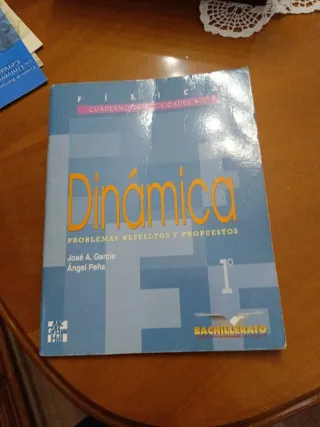 FÍSICA
CUADERNO DE ACTIVIDADES
Dinámica
PROBLEMAS RESUELTOS Y PROPUESTOS
José A. García
Ángel Peña
1º
BACHILLERATO